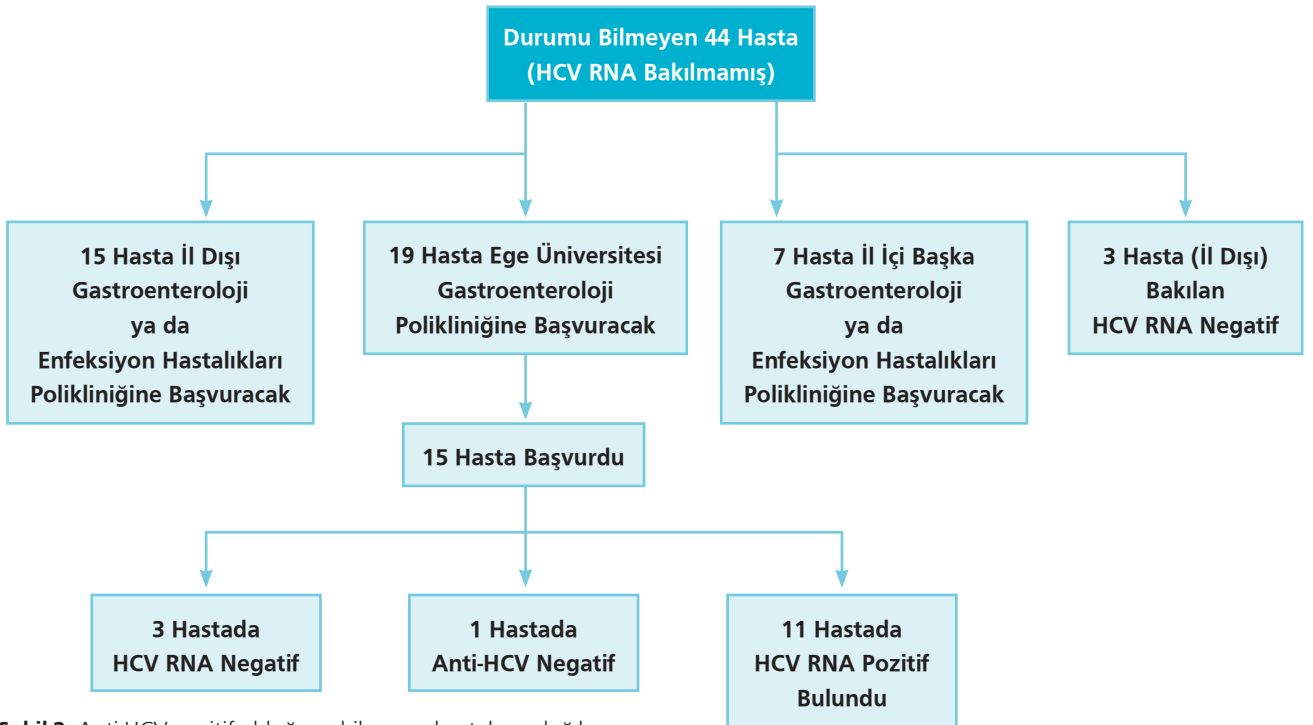 Durumu Bilmeyen 44 Hasta
(HCV RNA Bakılmamış)
15 Hasta İl Dışı
Gastroenteroloji
ya da
Enfeksiyon Hastalıkları
Polikliniğine Başvuracak
19 Hasta Ege Üniversitesi
Gastroenteroloji
Polikliniğine Başvuracak
7 Hasta İl İçi Başka
Gastroenteroloji
ya da
Enfeksiyon Hastalıkları
Polikliniğine Başvuracak
3 Hasta (İl Dışı)
Bakılan
HCV RNA Negatif
15 Hasta Başvurdu
3 Hastada
HCV RNA Negatif
1 Hastada
Anti-HCV Negatif
11 Hastada
HCV RNA Pozitif
Bulundu